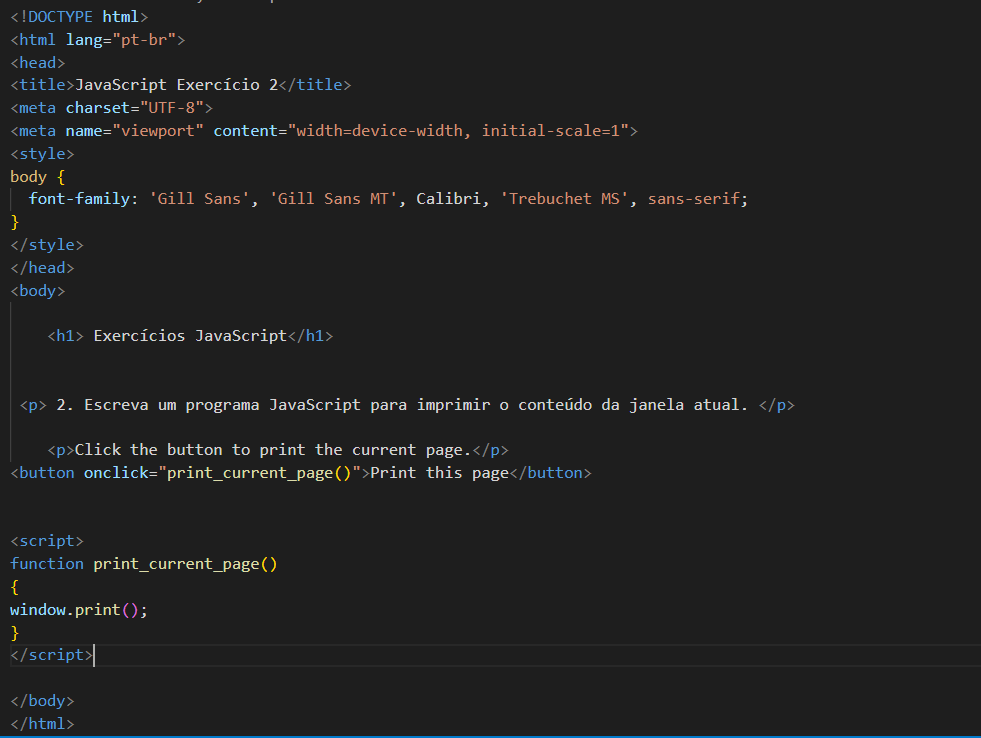 <!DOCTYPE html>
<html lang="pt-br">
<head>
<title>JavaScript Exercício 2</title>
<meta charset="UTF-8">
<meta name="viewport" content="width=device-width, initial-scale=1">
<style>
body {
font-family: 'Gill Sans', 'Gill Sans MT', Calibri, 'Trebuchet MS', sans-serif;
}
</style>
</head>
<body>
<h1> Exercícios JavaScript</h1>
<p> 2. Escreva um programa JavaScript para imprimir o conteúdo da janela atual. </p>
<p>Click the button to print the current page.</p>
<button onclick="print_current_page()">Print this page</button>
<script>
function print_current_page()
{
window.print();
}
</script>
</body>
</html>